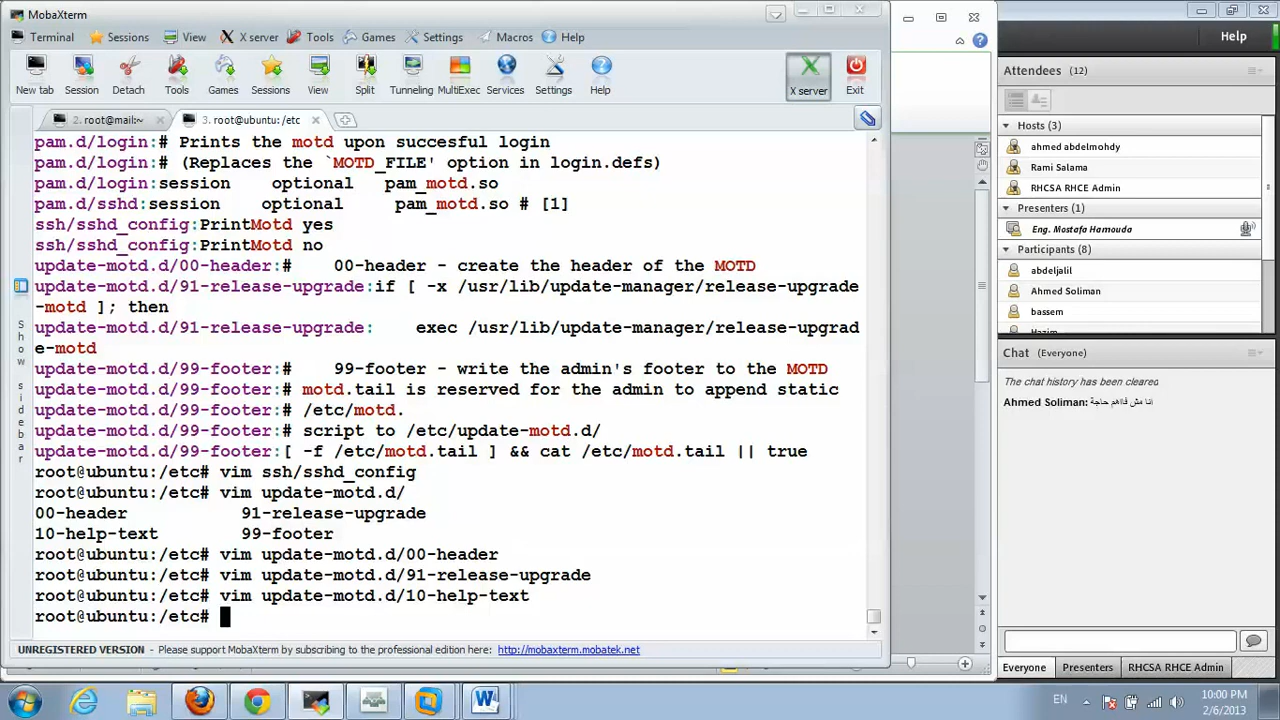 MobaXterm
Terminal Sessions View X server Tools Games Settings Macros Help
New tab Session Detach Tools Games Sessions View Split Tunneling MultiExec Services Settings Help X server Exit
2. root@mail:~ 3. root@ubuntu: /etc
pam.d/login:# Prints the motd upon succesful login
pam.d/login:# (Replaces the `MOTD_FILE' option in login.defs)
pam.d/login:session    optional   pam_motd.so
pam.d/sshd:session    optional    pam_motd.so # [1]
ssh/sshd_config:PrintMotd yes
ssh/sshd_config:PrintMotd no
update-motd.d/00-header:#    00-header - create the header of the MOTD
update-motd.d/91-release-upgrade:if [ -x /usr/lib/update-manager/release-upgrade
-motd ]; then
update-motd.d/91-release-upgrade:    exec /usr/lib/update-manager/release-upgrad
e-motd
update-motd.d/99-footer:#    99-footer - write the admin's footer to the MOTD
update-motd.d/99-footer:# motd.tail is reserved for the admin to append static
update-motd.d/99-footer:# /etc/motd.
update-motd.d/99-footer:# script to /etc/update-motd.d/
update-motd.d/99-footer:[ -f /etc/motd.tail ] && cat /etc/motd.tail || true
root@ubuntu:/etc# vim ssh/sshd_config
root@ubuntu:/etc# vim update-motd.d/
00-header           91-release-upgrade
10-help-text        99-footer
root@ubuntu:/etc# vim update-motd.d/00-header
root@ubuntu:/etc# vim update-motd.d/91-release-upgrade
root@ubuntu:/etc# vim update-motd.d/10-help-text
root@ubuntu:/etc#
Show sidebar
UNREGISTERED VERSION - Please support MobaXterm by subscribing to the professional edition here: http://mobaxterm.mobatek.net
Help
Attendees (12)
Hosts (3)
ahmed abdelmohdy
Rami Salama
RHCSA RHCE Admin
Presenters (1)
Eng. Mostafa Hamouda
Participants (8)
abdeljalil
Ahmed Soliman
bassem
Hazim
Chat (Everyone)
The chat history has been cleared
Ahmed Soliman: انا مش فااهم حاجة
Everyone Presenters RHCSA RHCE Admin
EN
10:00 PM
2/6/2013